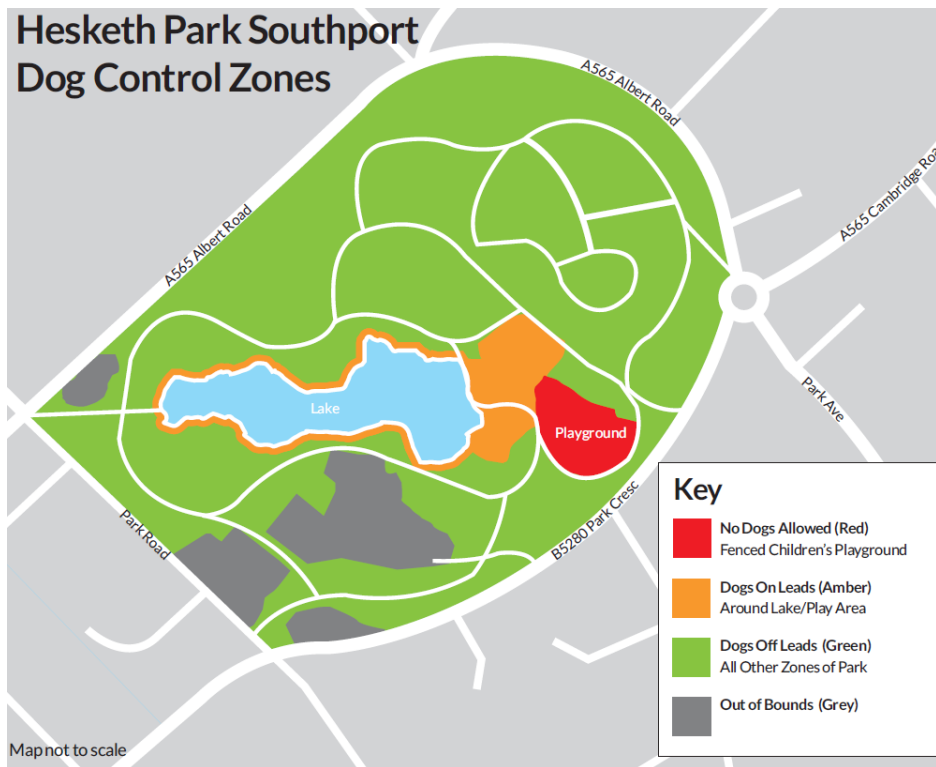 Hesketh Park Southport
Dog Control Zones
A565 Albert Road
A565 Albert Road
A565 Cambridge Roa
Lake
Playground
Park Ave
Park Road
B5280 Park Cresc
Key
No Dogs Allowed (Red)
Fenced Children's Playground
Dogs On Leads (Amber)
Around Lake/Play Area
Dogs Off Leads (Green)
All Other Zones of Park
Out of Bounds (Grey)
Map not to scale